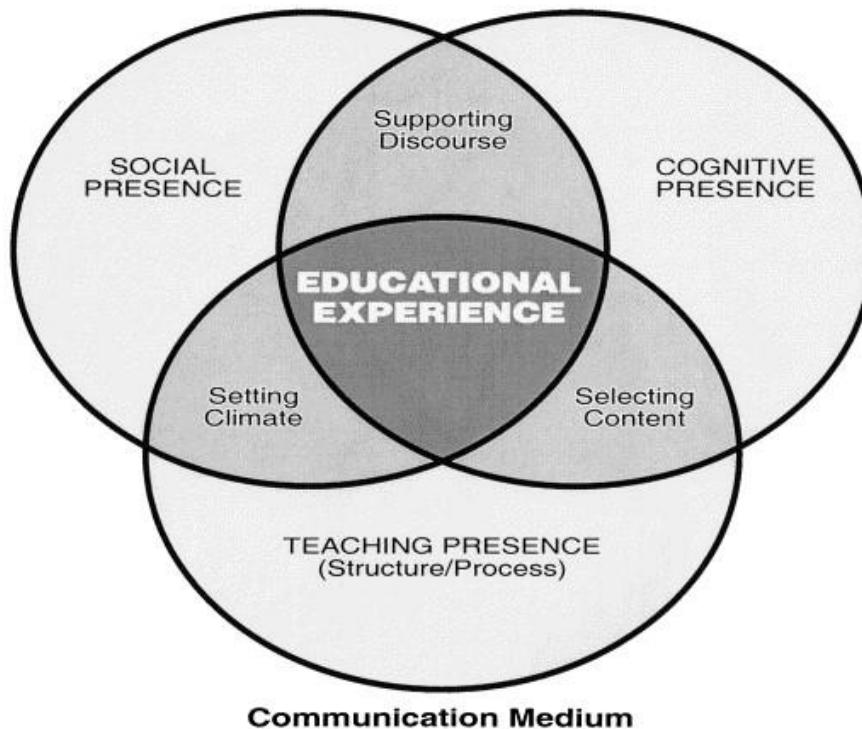 Supporting
Discourse
SOCIAL
PRESENCE
COGNITIVE
PRESENCE
EDUCATIONAL
EXPERIENCE
Setting
Climate
Selecting
Content
TEACHING PRESENCE
(Structure/Process)
Communication Medium